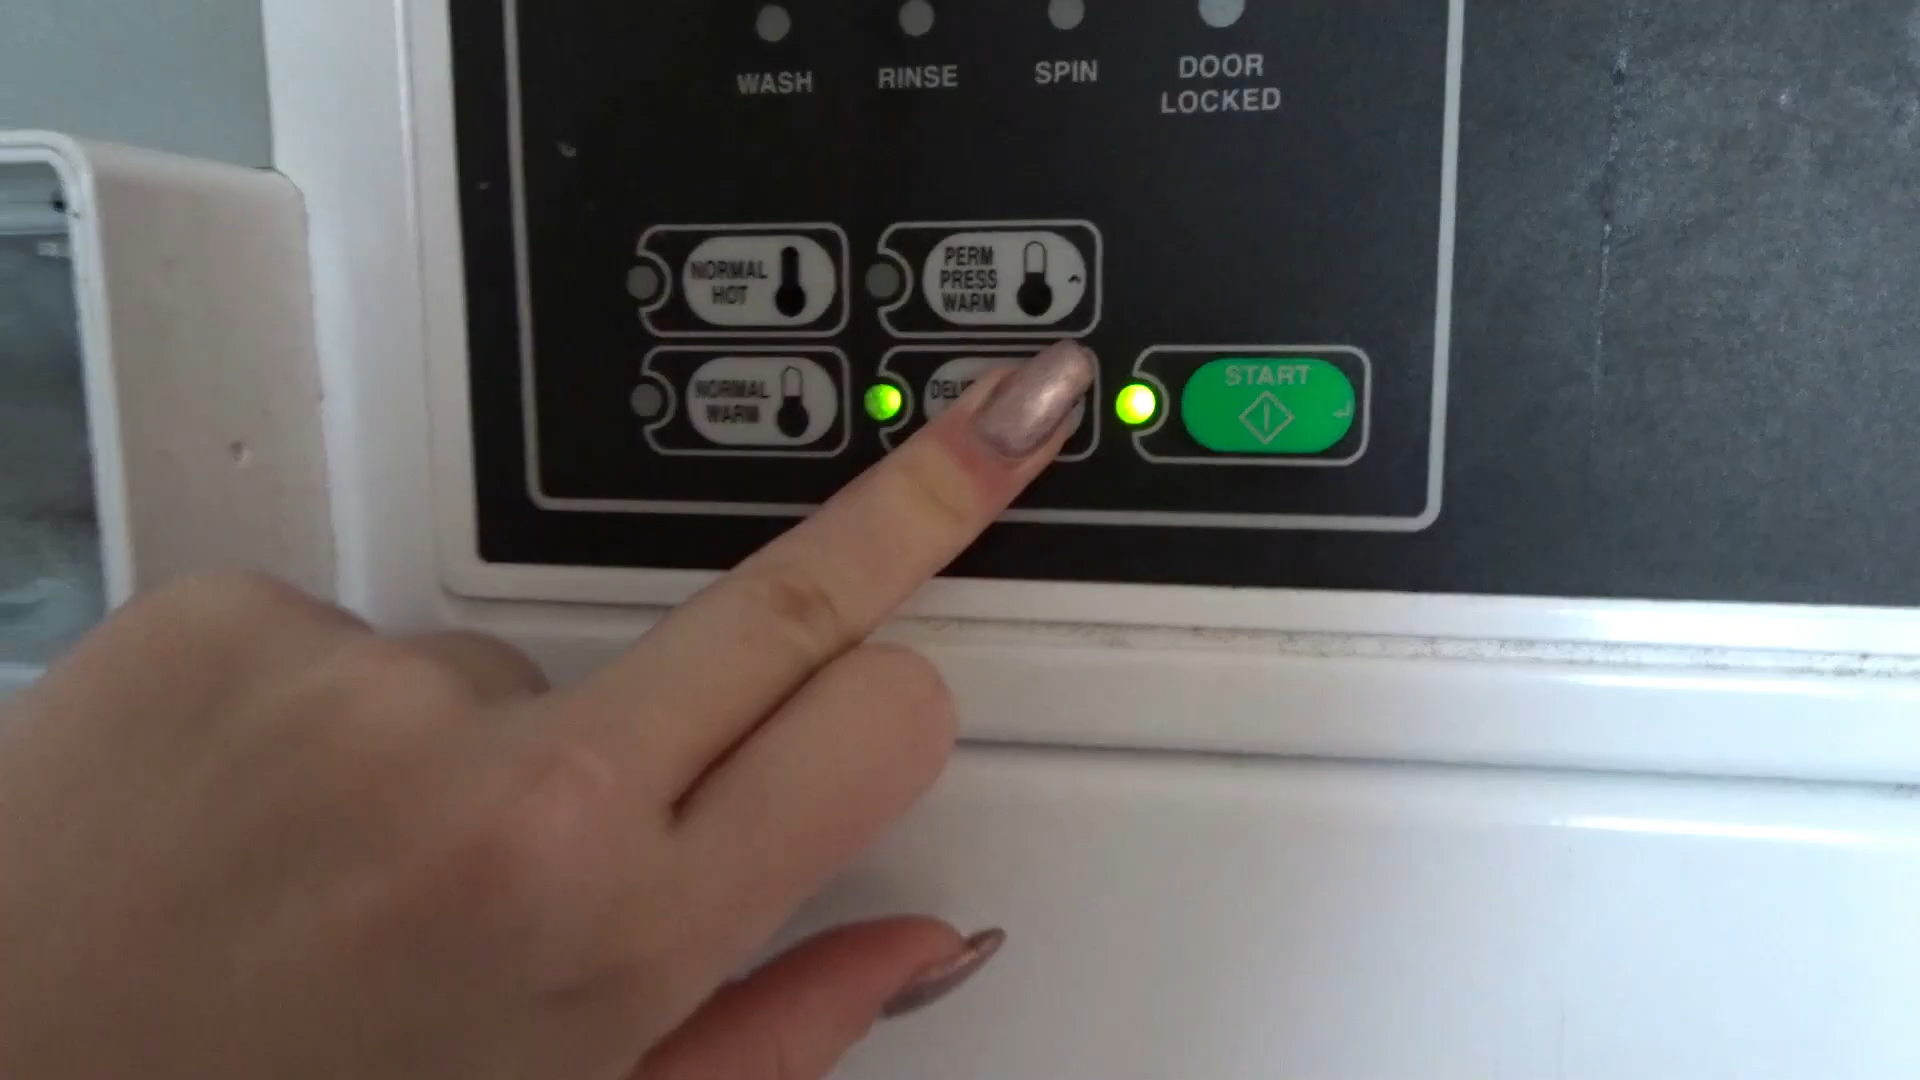 WASH
RINSE
SPIN
DOOR
LOCKED
NORMAL
HOT
PERM
PRESS
WARM
NORMAL
WARM
START